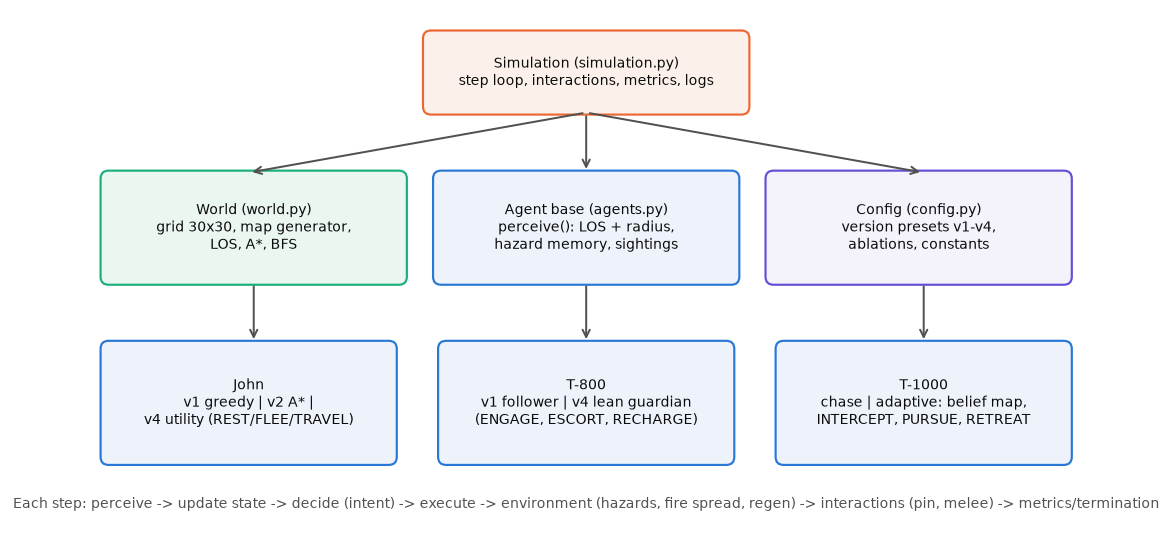 Simulation (simulation.py)
step loop, interactions, metrics, logs
World (world.py)
grid 30x30, map generator,
LOS, A*, BFS
Agent base (agents.py)
perceive(): LOS + radius,
hazard memory, sightings
Config (config.py)
version presets v1-v4,
ablations, constants
John
v1 greedy | v2 A* |
v4 utility (REST/FLEE/TRAVEL)
T-800
v1 follower | v4 lean guardian
(ENGAGE, ESCORT, RECHARGE)
T-1000
chase | adaptive: belief map,
INTERCEPT, PURSUE, RETREAT
Each step: perceive -> update state -> decide (intent) -> execute -> environment (hazards, fire spread, regen) -> interactions (pin, melee) -> metrics/termination